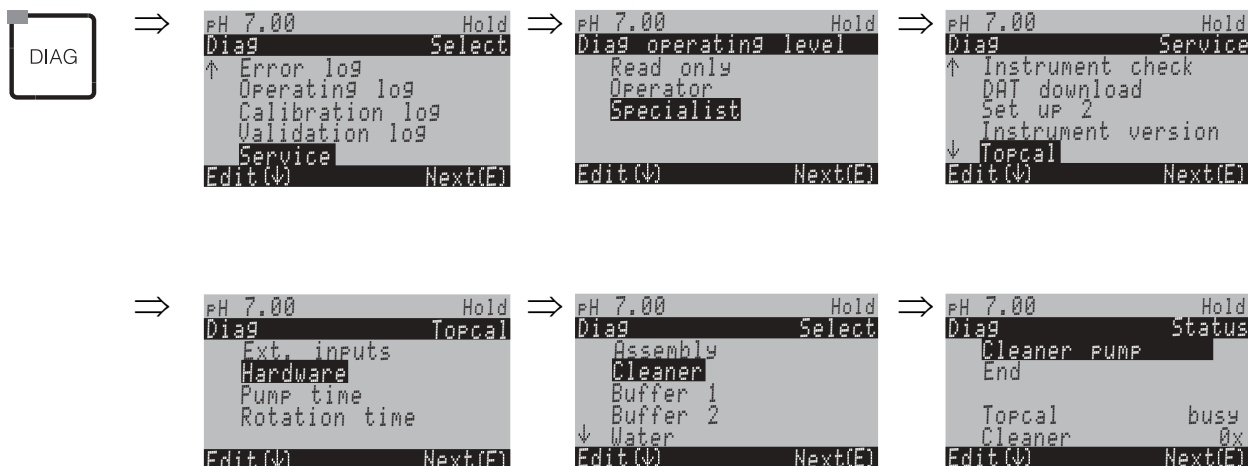 DIAG
⇒
pH 7.00 Hold
Diag Select
↑ Error log
Operating log
Calibration log
Validation log
Service
Edit(↓) Next(E)
⇒
pH 7.00 Hold
Diag operating level
Read only
Operator
Specialist
Edit(↓) Next(E)
⇒
pH 7.00 Hold
Diag Service
↑ Instrument check
DAT download
Set up 2
Instrument version
↓ Topcal
Edit(↓) Next(E)
⇒
pH 7.00 Hold
Diag Topcal
Ext. inputs
Hardware
Pump time
Rotation time
Edit(↓) Next(E)
⇒
pH 7.00 Hold
Diag Select
Assembly
Cleaner
Buffer 1
Buffer 2
↓ Water
Edit(↓) Next(E)
⇒
pH 7.00 Hold
Diag Status
Cleaner pump
End
Topcal busy
Cleaner 0x
Edit(↓) Next(E)